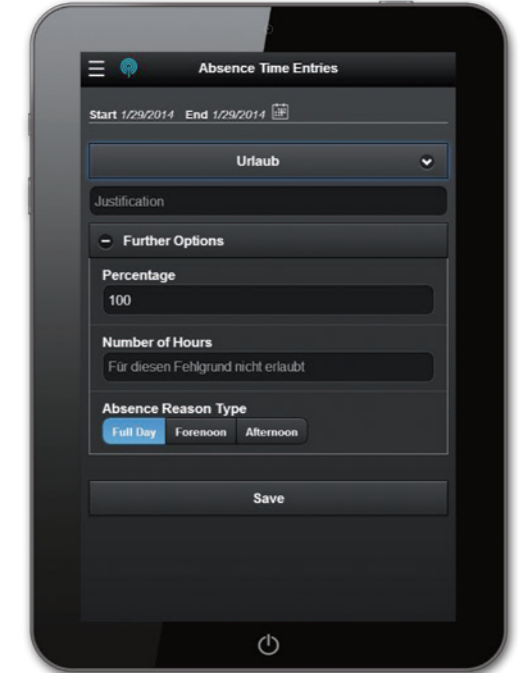 Absence Time Entries
Start 1/29/2014 End 1/29/2014
Urlaub
Justification
Further Options
Percentage
100
Number of Hours
Für diesen Fehlgrund nicht erlaubt
Absence Reason Type
Full Day Forenoon Afternoon
Save